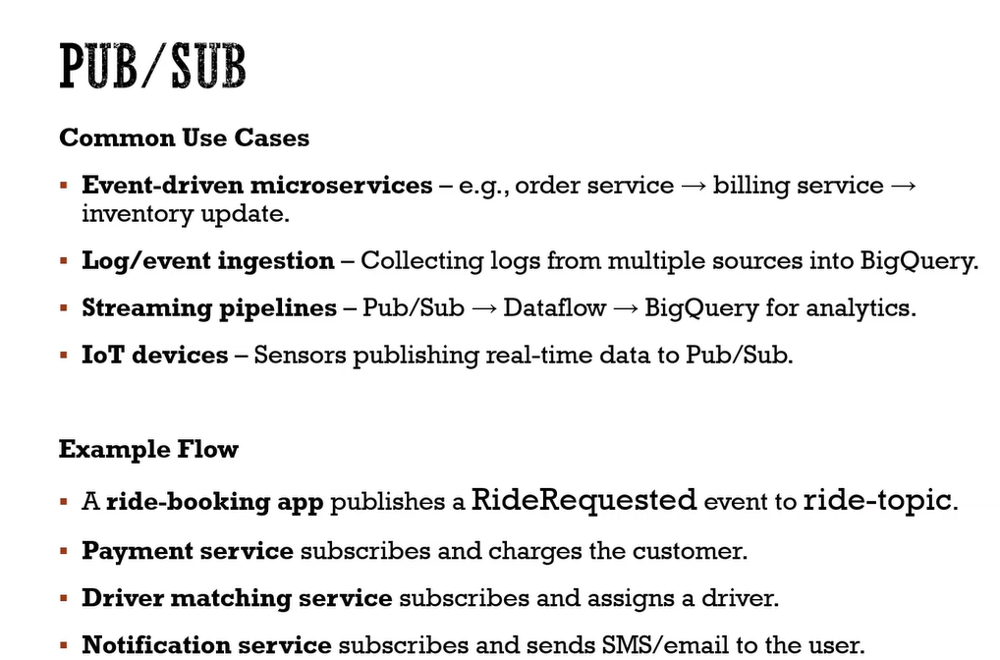 PUB/SUB
Common Use Cases
▪ Event-driven microservices – e.g., order service → billing service →
inventory update.
▪ Log/event ingestion – Collecting logs from multiple sources into BigQuery.
▪ Streaming pipelines – Pub/Sub → Dataflow → BigQuery for analytics.
▪ IoT devices – Sensors publishing real-time data to Pub/Sub.
Example Flow
▪ A ride-booking app publishes a RideRequested event to ride-topic.
▪ Payment service subscribes and charges the customer.
▪ Driver matching service subscribes and assigns a driver.
▪ Notification service subscribes and sends SMS/email to the user.